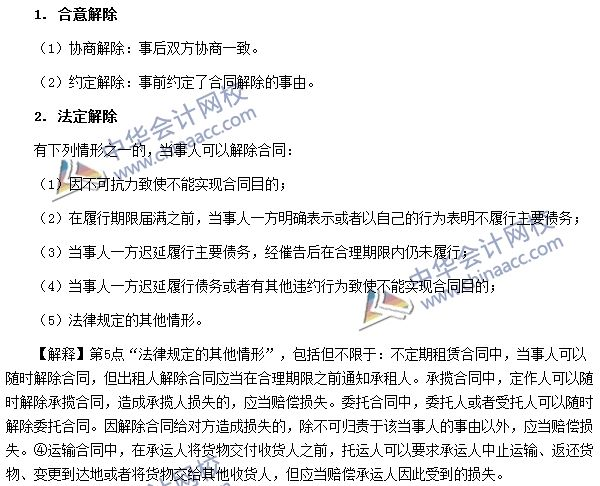 1. 合意解除
（1）协商解除：事后双方协商一致。
（2）约定解除：事前约定了合同解除的事由。
2. 法定解除
有下列情形之一的，当事人可以解除合同：
（1）因不可抗力致使不能实现合同目的；
（2）在履行期限届满之前，当事人一方明确表示或者以自己的行为表明不履行主要债务；
（3）当事人一方迟延履行主要债务，经催告后在合理期限内仍未履行；
（4）当事人一方迟延履行债务或者有其他违约行为致使不能实现合同目的；
（5）法律规定的其他情形。
【解释】第5点“法律规定的其他情形”，包括但不限于：不定期租赁合同中，当事人可以
随时解除合同，但出租人解除合同应当在合理期限之前通知承租人。承揽合同中，定作人可以随
时解除承揽合同，造成承揽人损失的，应当赔偿损失。委托合同中，委托人或者受托人可以随时
解除委托合同。因解除合同给对方造成损失的，除不可归责于该当事人的事由以外，应当赔偿损
失。④运输合同中，在承运人将货物交付收货人之前，托运人可以要求承运人中止运输、返还货
物、变更到达地或者将货物交给其他收货人，但应当赔偿承运人因此受到的损失。
中华会计网校
www.chinaacc.com
中华会计网校
www.chinaacc.com